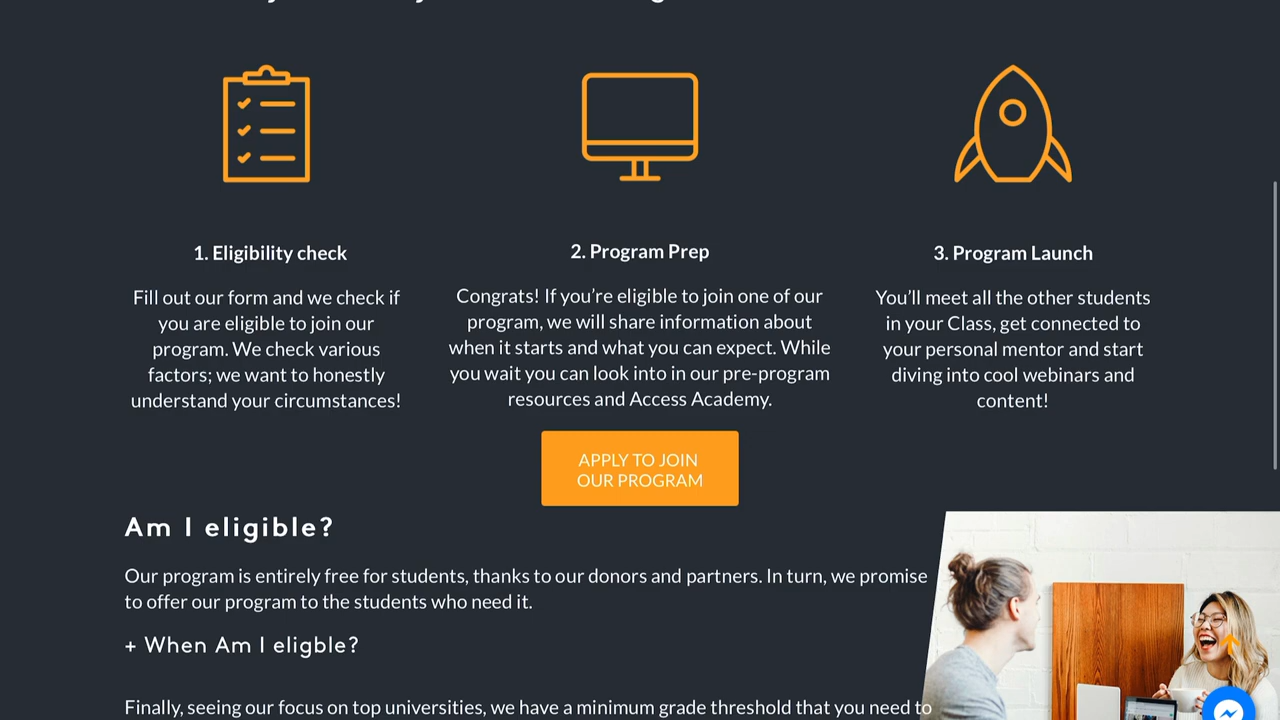 1. Eligibility check
Fill out our form and we check if
you are eligible to join our
program. We check various
factors; we want to honestly
understand your circumstances!
2. Program Prep
Congrats! If you’re eligible to join one of our
program, we will share information about
when it starts and what you can expect. While
you wait you can look into in our pre-program
resources and Access Academy.
3. Program Launch
You’ll meet all the other students
in your Class, get connected to
your personal mentor and start
diving into cool webinars and
content!
APPLY TO JOIN
OUR PROGRAM
Am I eligible?
Our program is entirely free for students, thanks to our donors and partners. In turn, we promise
to offer our program to the students who need it.
+ When Am I eligble?
Finally, seeing our focus on top universities, we have a minimum grade threshold that you need to